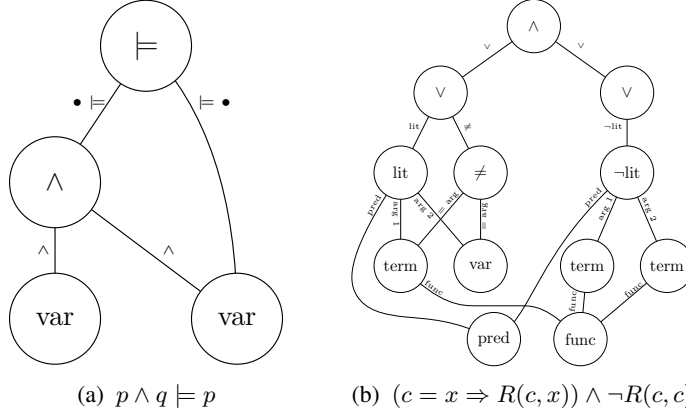 ⊨
• ⊨
⊨ •
∧
∧
∧
var
var
(a) p ∧ q ⊨ p
∧
∨
∨
∨
∨
lit
≠
¬lit
lit
≠
¬lit
pred
arg 1
arg 2
= arg
= arg
pred
arg 1
arg 2
term
var
term
term
func
func
func
pred
func
(b) (c = x ⇒ R(c, x)) ∧ ¬R(c, c)